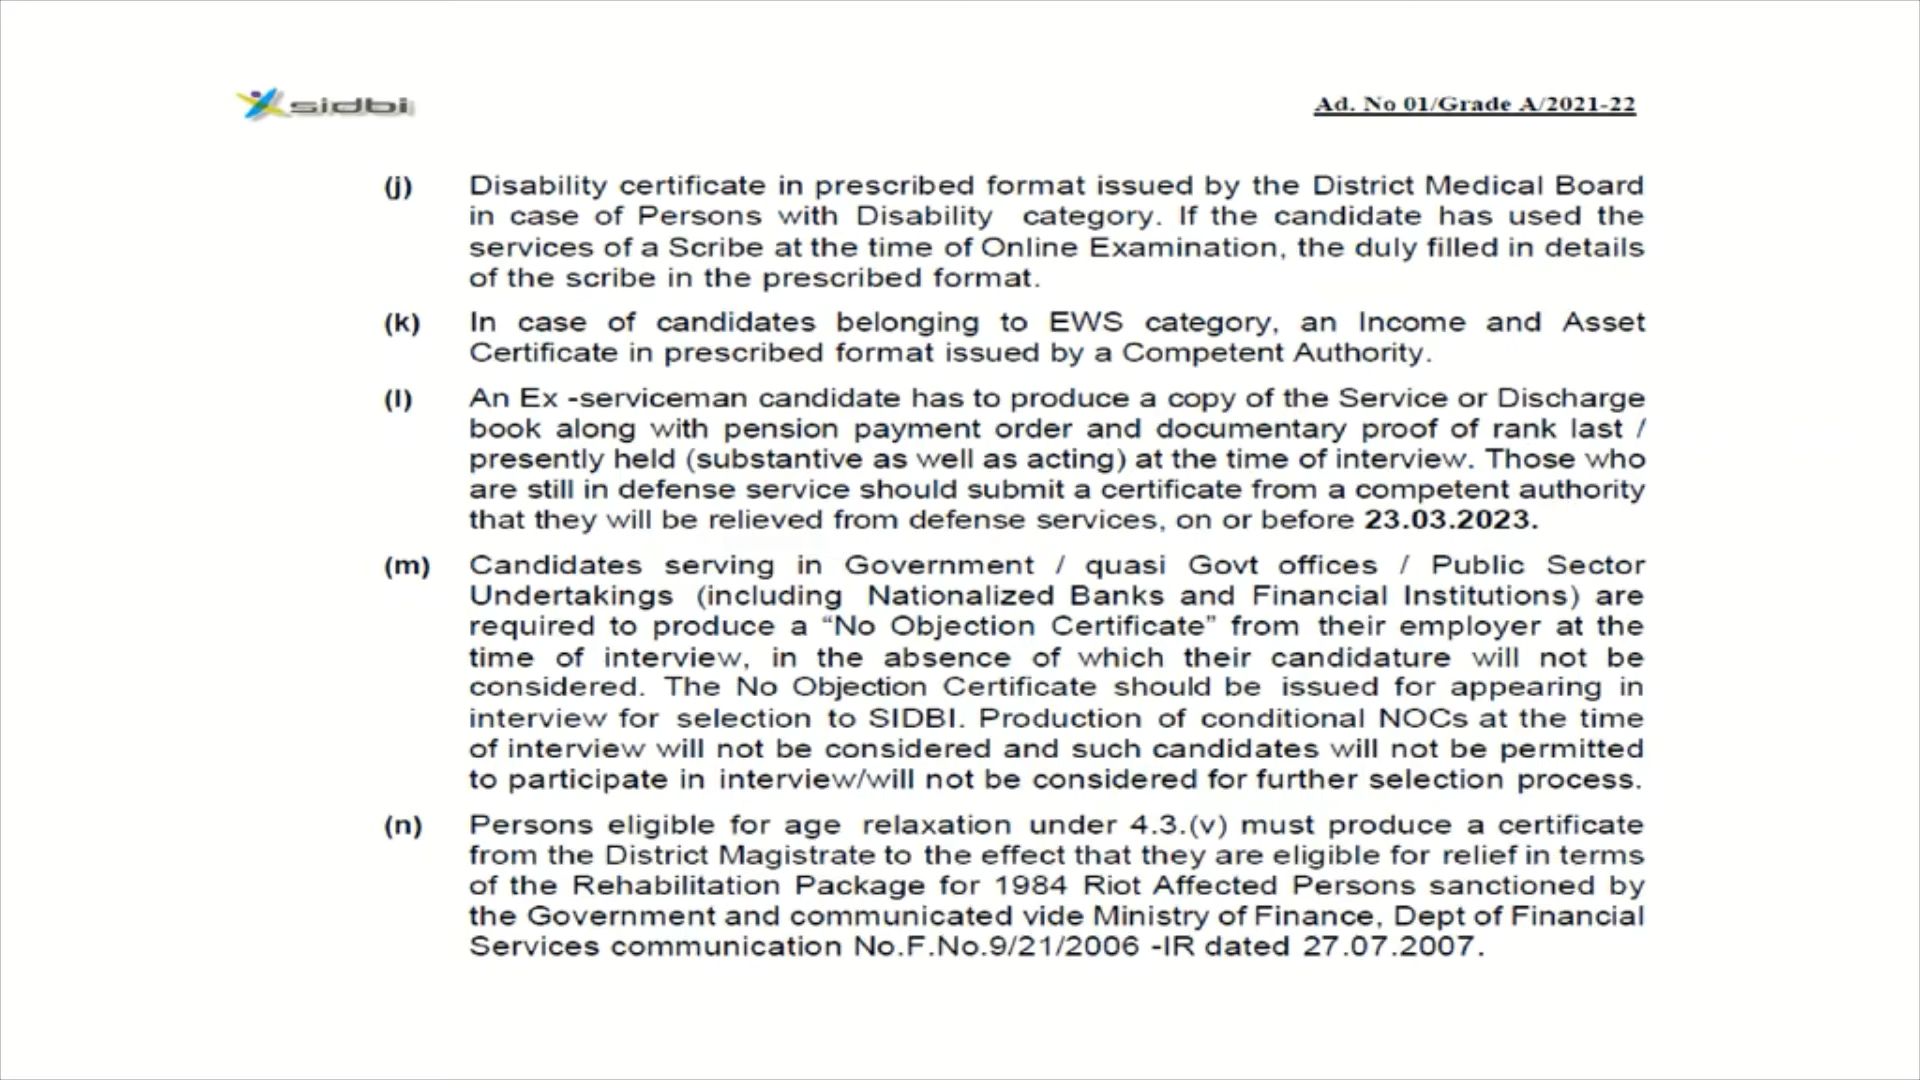 sidbi
Ad. No 01/Grade A/2021-22
(j) Disability certificate in prescribed format issued by the District Medical Board
in case of Persons with Disability category. If the candidate has used the
services of a Scribe at the time of Online Examination, the duly filled in details
of the scribe in the prescribed format.
(k) In case of candidates belonging to EWS category, an Income and Asset
Certificate in prescribed format issued by a Competent Authority.
(l) An Ex -serviceman candidate has to produce a copy of the Service or Discharge
book along with pension payment order and documentary proof of rank last /
presently held (substantive as well as acting) at the time of interview. Those who
are still in defense service should submit a certificate from a competent authority
that they will be relieved from defense services, on or before 23.03.2023.
(m) Candidates serving in Government / quasi Govt offices / Public Sector
Undertakings (including Nationalized Banks and Financial Institutions) are
required to produce a “No Objection Certificate” from their employer at the
time of interview, in the absence of which their candidature will not be
considered. The No Objection Certificate should be issued for appearing in
interview for selection to SIDBI. Production of conditional NOCs at the time
of interview will not be considered and such candidates will not be permitted
to participate in interview/will not be considered for further selection process.
(n) Persons eligible for age relaxation under 4.3.(v) must produce a certificate
from the District Magistrate to the effect that they are eligible for relief in terms
of the Rehabilitation Package for 1984 Riot Affected Persons sanctioned by
the Government and communicated vide Ministry of Finance, Dept of Financial
Services communication No.F.No.9/21/2006 -IR dated 27.07.2007.